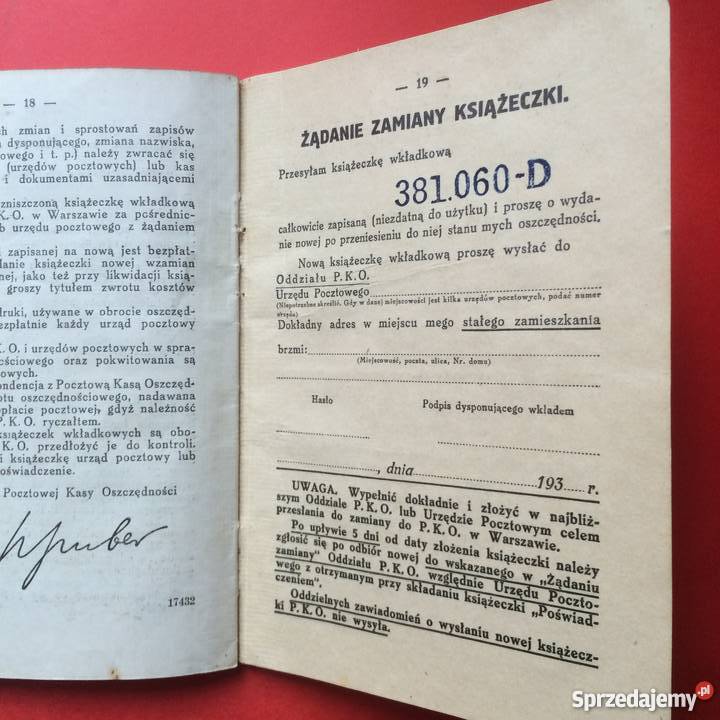 — 18 —
ch zmian i sprostowań zapisów
dysponującego, zmiana nazwiska,
owego i t. p.) należy zwracać się
(urzędów pocztowych) lub kas
i dokumentami uzasadniającemi
zniszczoną książeczkę wkładkową
K. O. w Warszawie za pośrednic-
b urzędu pocztowego z żądaniem
zapisanej na nową jest bezpłat-
danie książeczki nowej wzamian
anej, jako też przy likwidacji ksią-
groszy tytułem zwrotu kosztów
druki, używane w obrocie oszczęd-
ezpłatnie każdy urząd pocztowy
K. O. i urzędów pocztowych w spra-
ościowego oraz pokwitowania są
owych.
ondencja z Pocztową Kasą Oszczęd-
otu oszczędnościowego, nadawana
opłacie pocztowej, gdyż należność
P. K. O. ryczałtem.
książeczek wkładkowych są obo-
K. przedłożyć je do kontroli.
i książeczkę urząd pocztowy lub
poświadczenie.
Pocztowej Kasy Oszczędności
Gruber
17432
— 19 —
ŻĄDANIE ZAMIANY KSIĄŻECZKI.
Przesyłam książeczkę wkładkową
381.060-D
całkowicie zapisaną (niezdatną do użytku) i proszę o wyda-
nie nowej po przeniesieniu do niej stanu mych oszczędności.
Nową książeczkę wkładkową proszę wysłać do
Oddziału P.K.O.
Urzędu Pocztowego
(Niepotrzebne skreślić. Gdy w danej miejscowości jest kilka urzędów pocztowych, podać numer
urzędu)
Dokładny adres w miejscu mego stałego zamieszkania
brzmi:
(Miejscowość, poczta, ulica, Nr. domu)
Hasło Podpis dysponującego wkładem
, dnia 193 r.
UWAGA. Wypełnić dokładnie i złożyć w najbliż-
szym Oddziale P. K. O. lub Urzędzie Pocztowym celem
przesłania do zamiany do P. K. O. w Warszawie.
Po upływie 5 dni od daty złożenia książeczki należy
zgłosić się po odbiór nowej do wskazanego w „Żądaniu
zamiany" Oddziału P. K. O. względnie Urzędu Poczto-
wego z otrzymanym przy składaniu książeczki „Poświad-
czeniem".
Oddzielnych zawiadomień o wysłaniu nowej książecz-
ki P. K. O. nie wysyła.
Sprzedajemy.pl